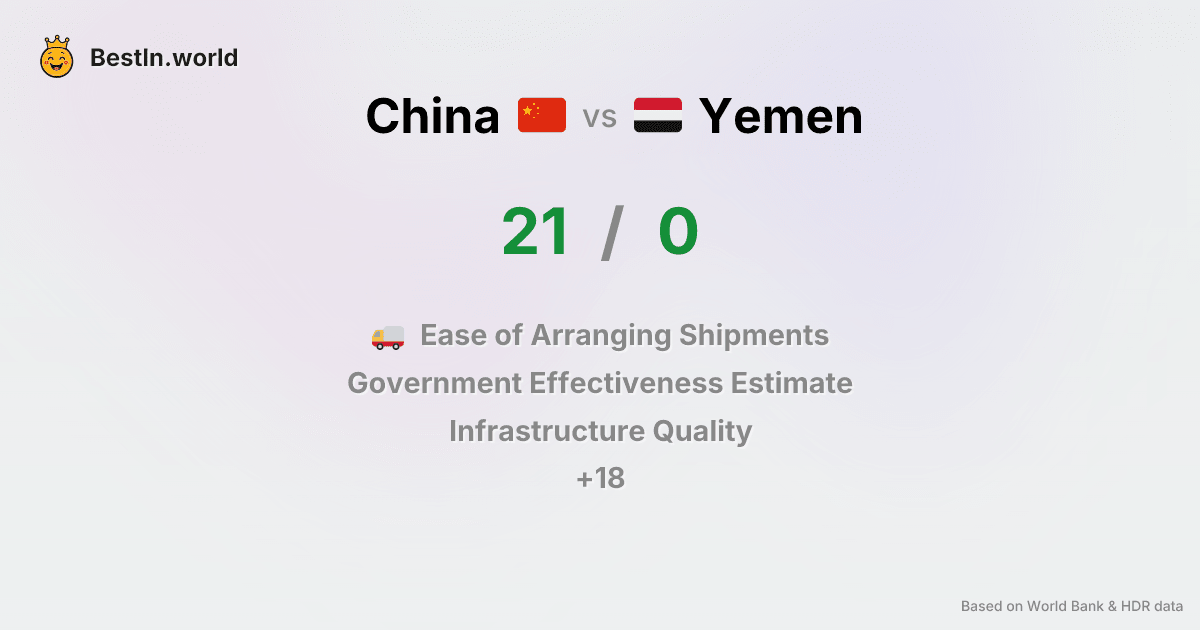 BestIn.world
China vs Yemen
21 / 0
Ease of Arranging Shipments
Government Effectiveness Estimate
Infrastructure Quality
+18
Based on World Bank & HDR data